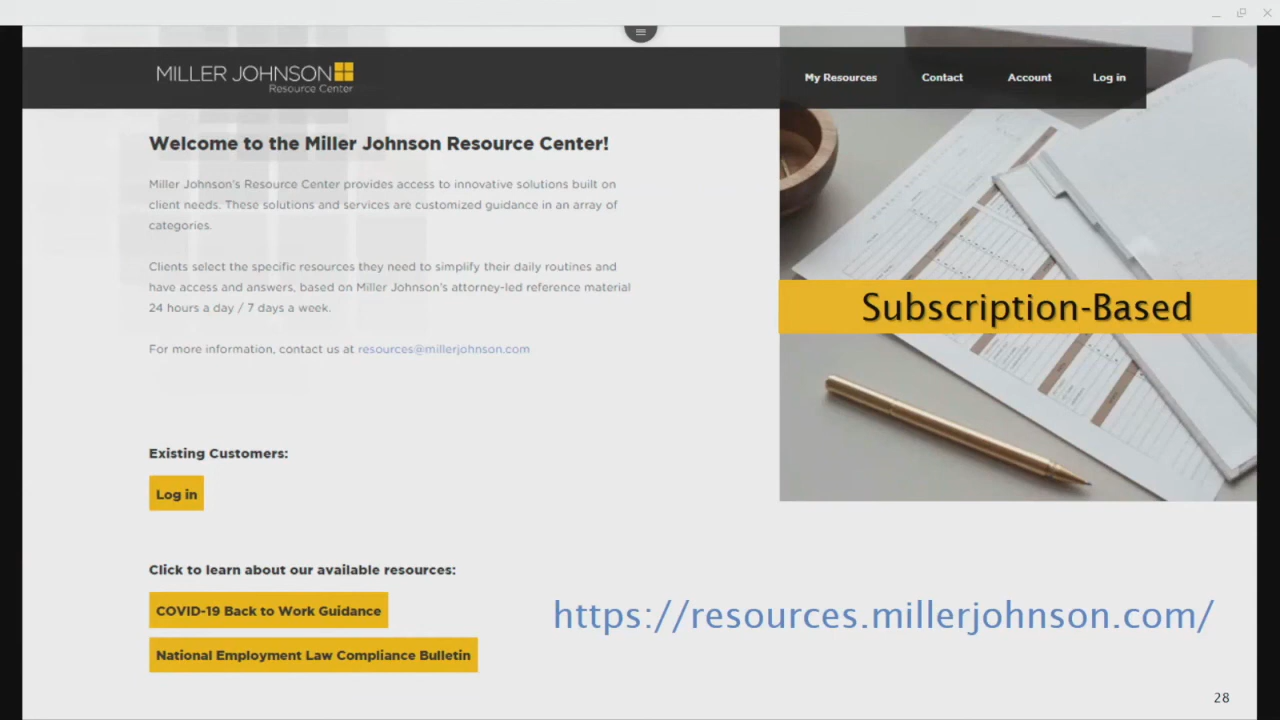 MILLER JOHNSON
Resource Center
My Resources
Contact
Account
Log in
Welcome to the Miller Johnson Resource Center!
Miller Johnson's Resource Center provides access to innovative solutions built on
client needs. These solutions and services are customized guidance in an array of
categories.
Clients select the specific resources they need to simplify their daily routines and
have access and answers, based on Miller Johnson's attorney-led reference material
24 hours a day / 7 days a week.
For more information, contact us at resources@millerjohnson.com
Subscription-Based
Existing Customers:
Log in
Click to learn about our available resources:
COVID-19 Back to Work Guidance
National Employment Law Compliance Bulletin
https://resources.millerjohnson.com/
28